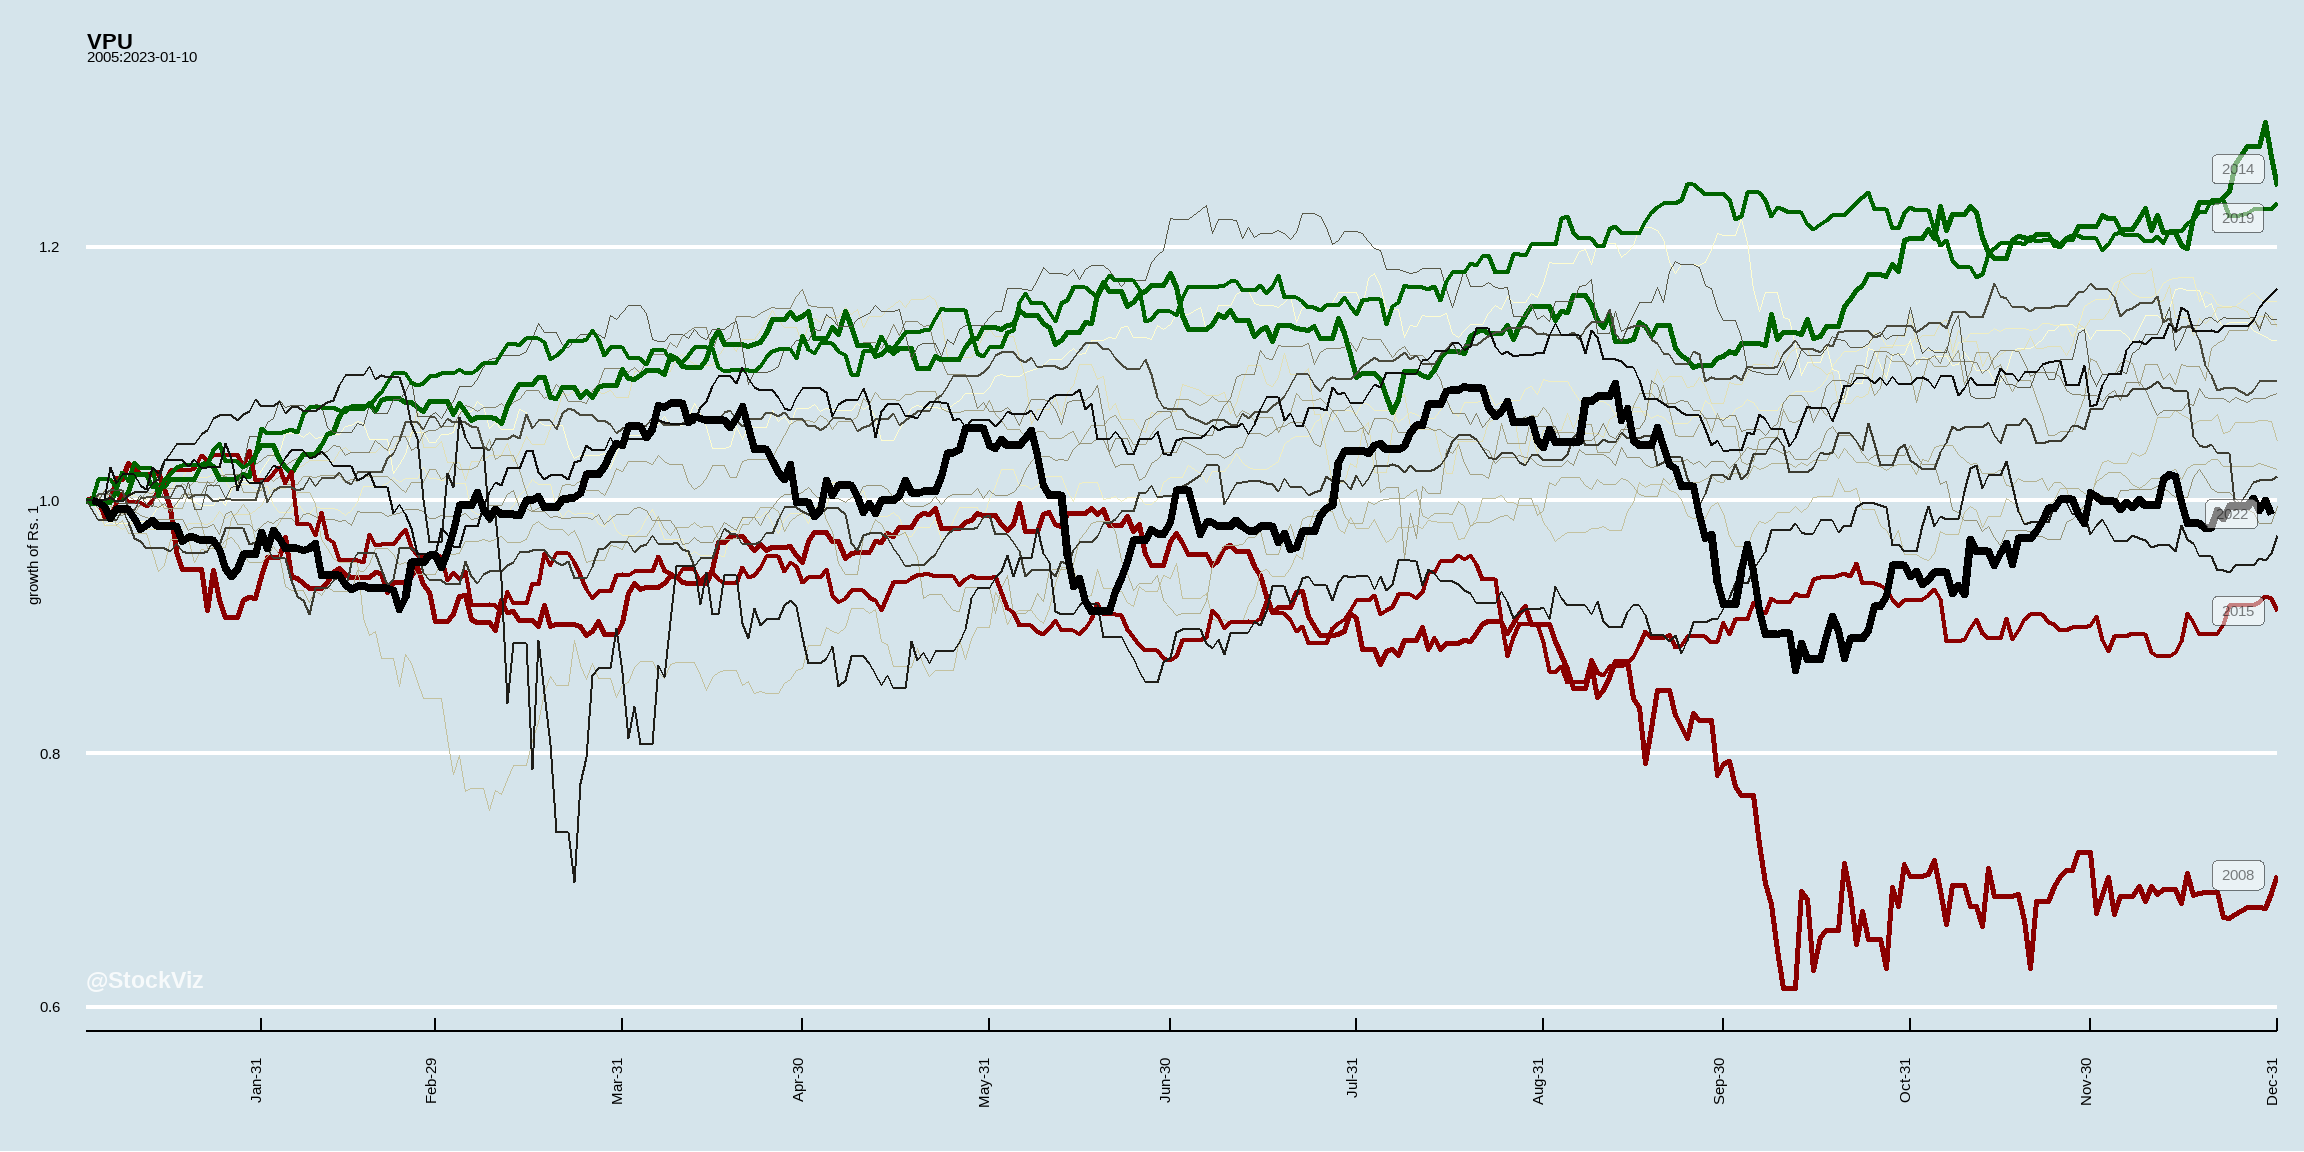 VPU
2005:2023-01-10
growth of Rs. 1
1.2
1.0
0.8
0.6
2014
2019
2022
2015
2008
@StockViz
Jan-31
Feb-29
Mar-31
Apr-30
May-31
Jun-30
Jul-31
Aug-31
Sep-30
Oct-31
Nov-30
Dec-31